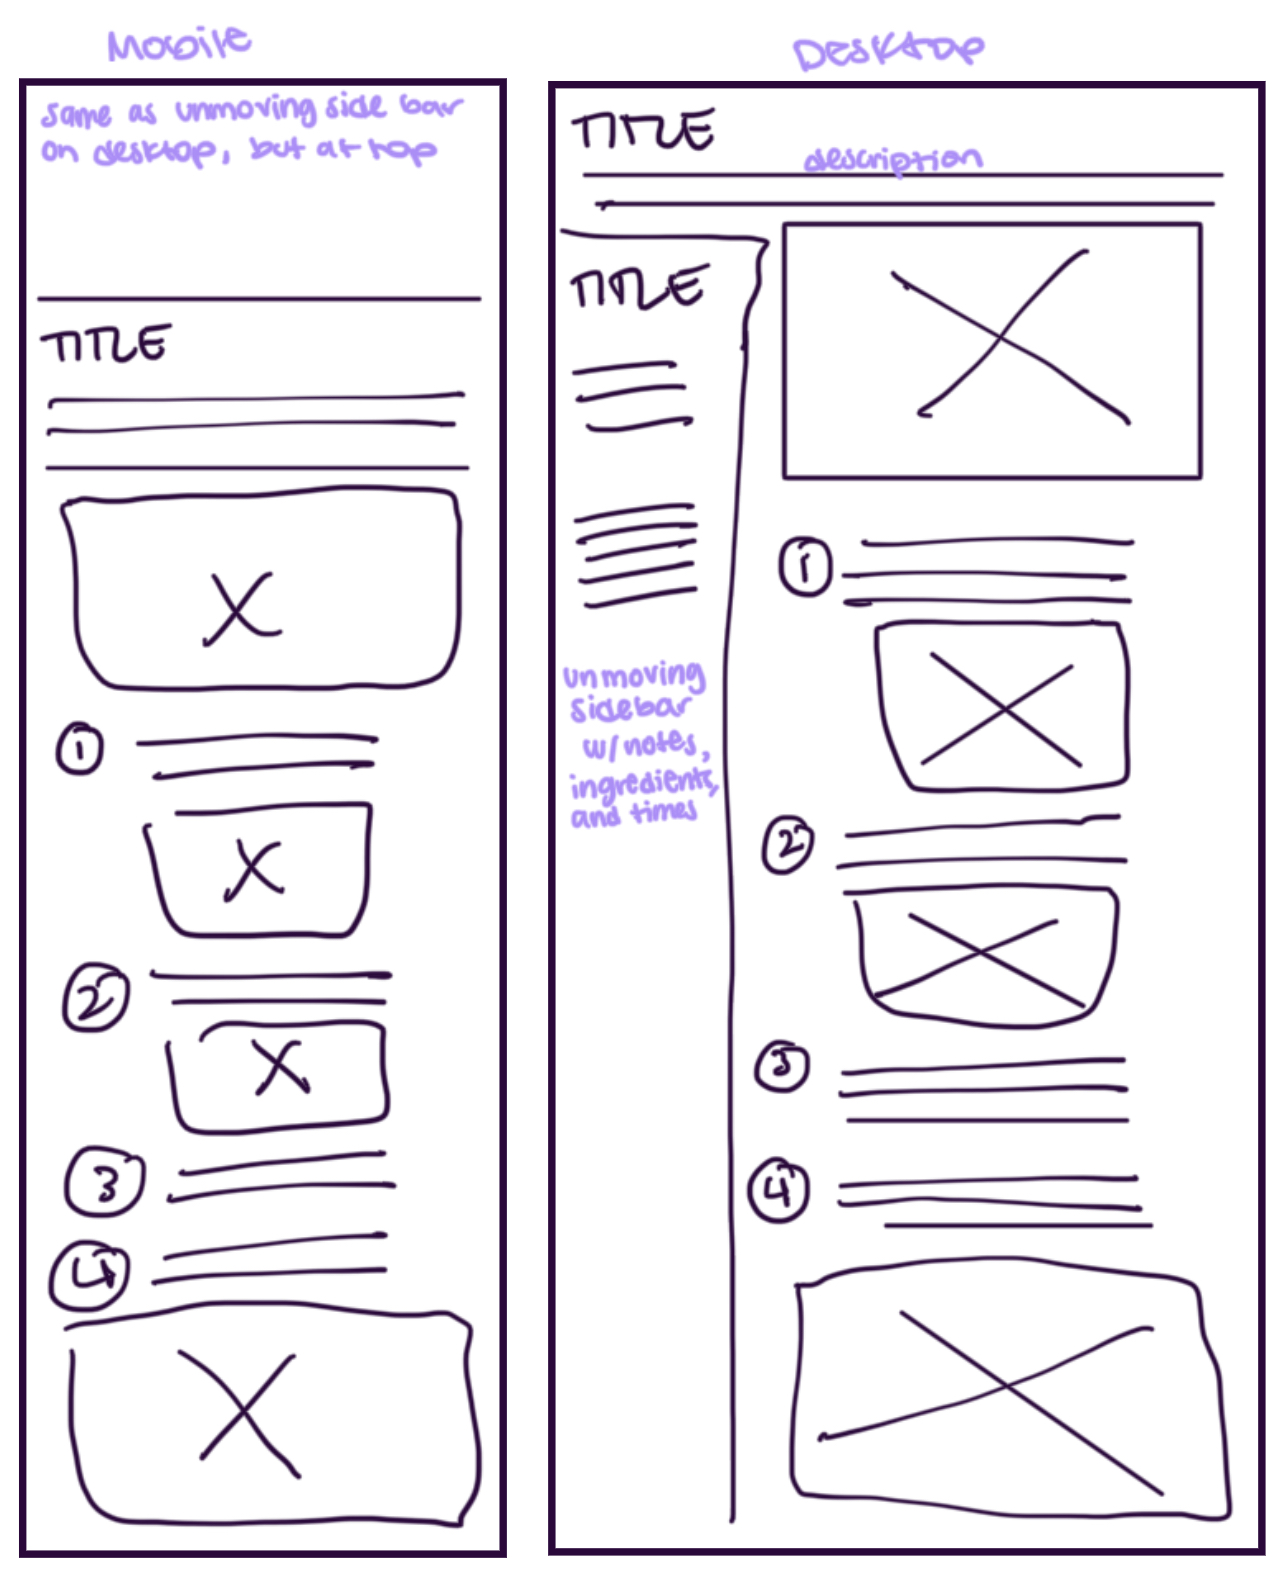 Mobile
same as unmoving side bar
on desktop, but at top
TITLE
1
2
3
4
Desktop
TITLE
description
TITLE
unmoving
sidebar
w/ notes,
ingredients,
and times
1
2
3
4